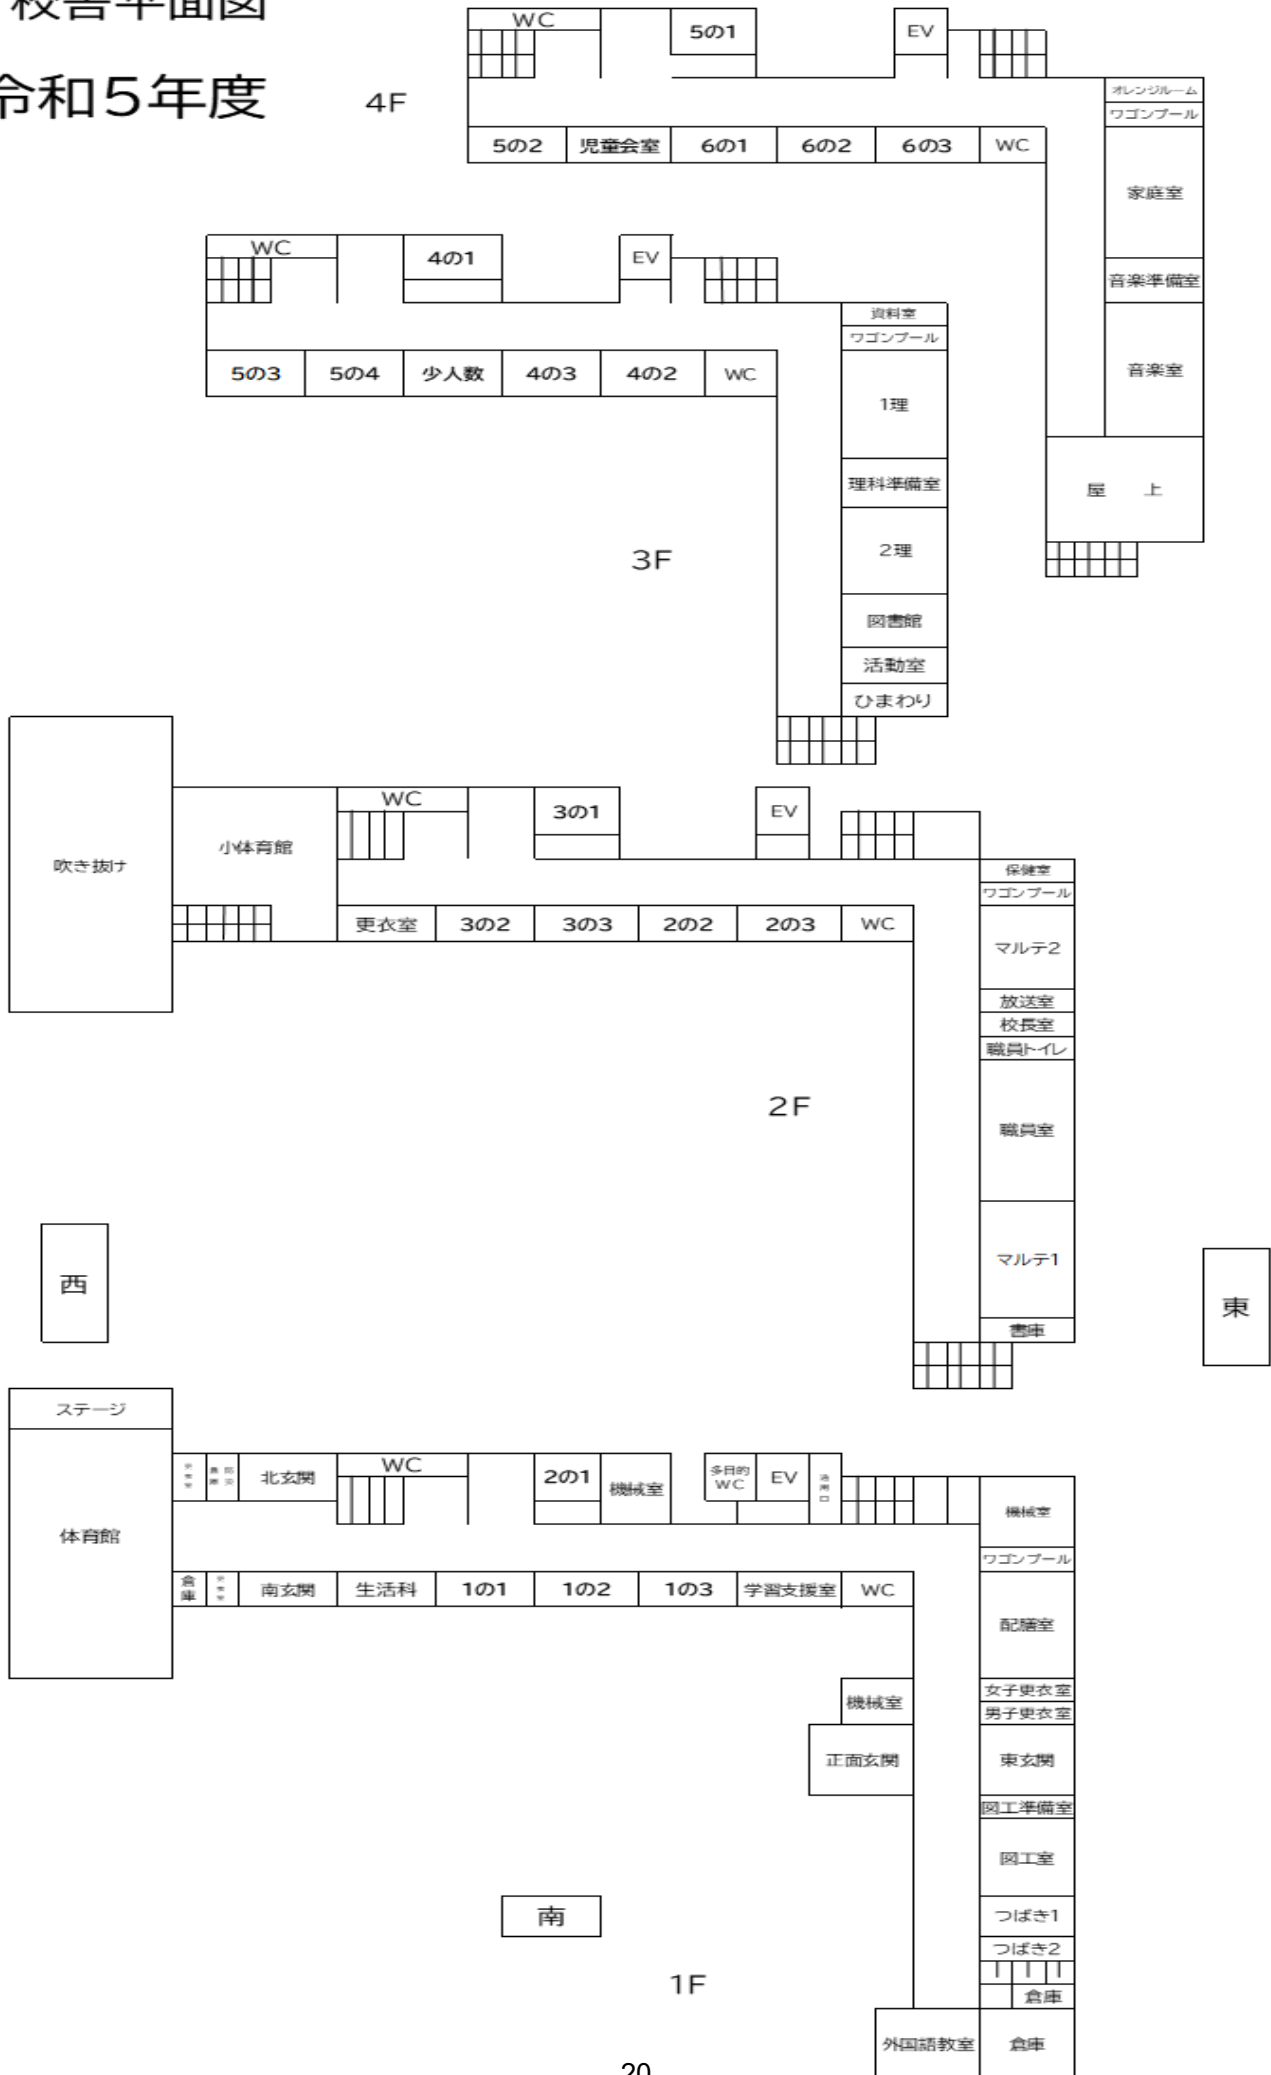 校舎平面図
令和5年度
4F
WC
5の1
EV
オレンジルーム
ワゴンプール
5の2
児童会室
6の1
6の2
6の3
WC
家庭室
音楽準備室
音楽室
屋 上
WC
4の1
EV
資料室
ワゴンプール
5の3
5の4
少人数
4の3
4の2
WC
1理
理科準備室
2理
図書館
活動室
ひまわり
3F
吹き抜け
小体育館
WC
3の1
EV
保健室
ワゴンプール
更衣室
3の2
3の3
2の2
2の3
WC
マルテ2
放送室
校長室
職員トイレ
職員室
マルテ1
書庫
2F
西
東
ステージ
体育館
北玄関
WC
2の1
機械室
多目的
WC
EV
機械室
ワゴンプール
倉庫
南玄関
生活科
1の1
1の2
1の3
学習支援室
WC
配膳室
女子更衣室
男子更衣室
機械室
正面玄関
東玄関
図工準備室
図工室
つばき1
つばき2
倉庫
外国語教室
倉庫
南
1F
20